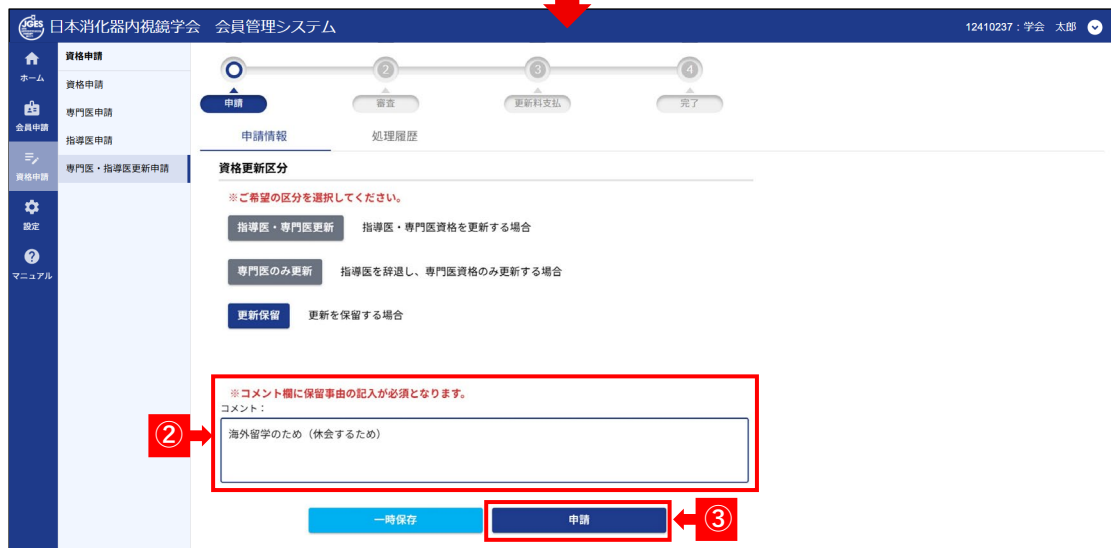 JGES 日本消化器内視鏡学会 会員管理システム
12410237：学会 太郎
ホーム
会員申請
資格申請
設定
マニュアル
資格申請
資格申請
専門医申請
指導医申請
専門医・指導医更新申請
2 3 4
申請 審査 更新料支払 完了
申請情報 処理履歴
資格更新区分
※ご希望の区分を選択してください。
指導医・専門医更新 指導医・専門医資格を更新する場合
専門医のみ更新 指導医を辞退し、専門医資格のみ更新する場合
更新保留 更新を保留する場合
※コメント欄に保留事由の記入が必須となります。
コメント：
② 海外留学のため（休会するため）
一時保存 申請 ③